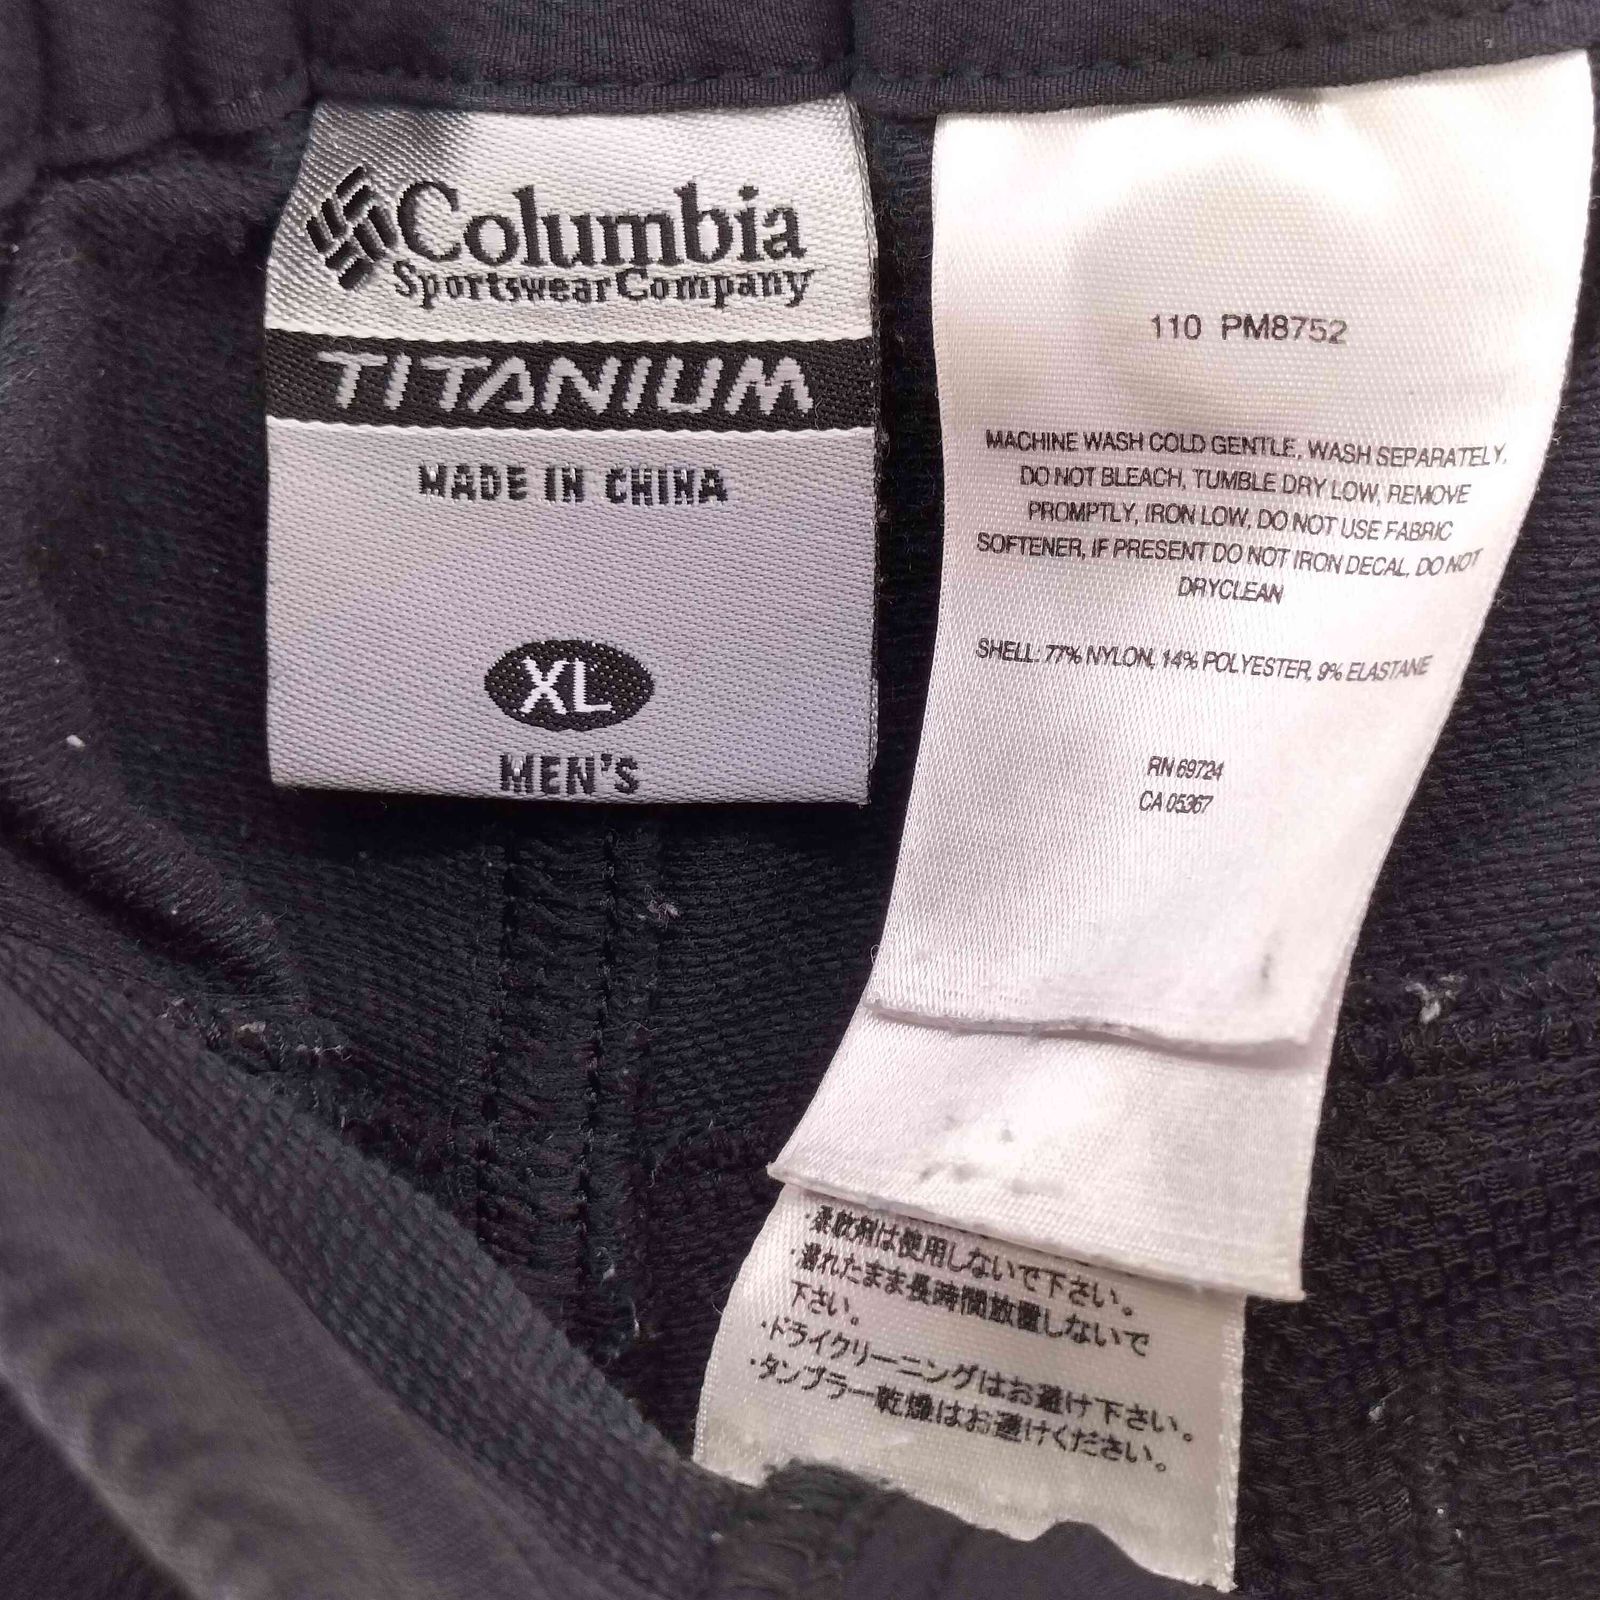 Columbia
Sportswear Company
TITANIUM
MADE IN CHINA
XL
MEN'S
110 PM8752
MACHINE WASH COLD GENTLE, WASH SEPARATELY,
DO NOT BLEACH, TUMBLE DRY LOW, REMOVE
PROMPTLY, IRON LOW, DO NOT USE FABRIC
SOFTENER, IF PRESENT DO NOT IRON DECAL, DO NOT
DRYCLEAN
SHELL: 77% NYLON, 14% POLYESTER, 9% ELASTANE
RN 69724
CA 05367
・柔軟剤は使用しないで下さい。
・濡れたまま長時間放置しないで
下さい。
・ドライクリーニングはお避け下さい。
・タンブラー乾燥はお避けください。